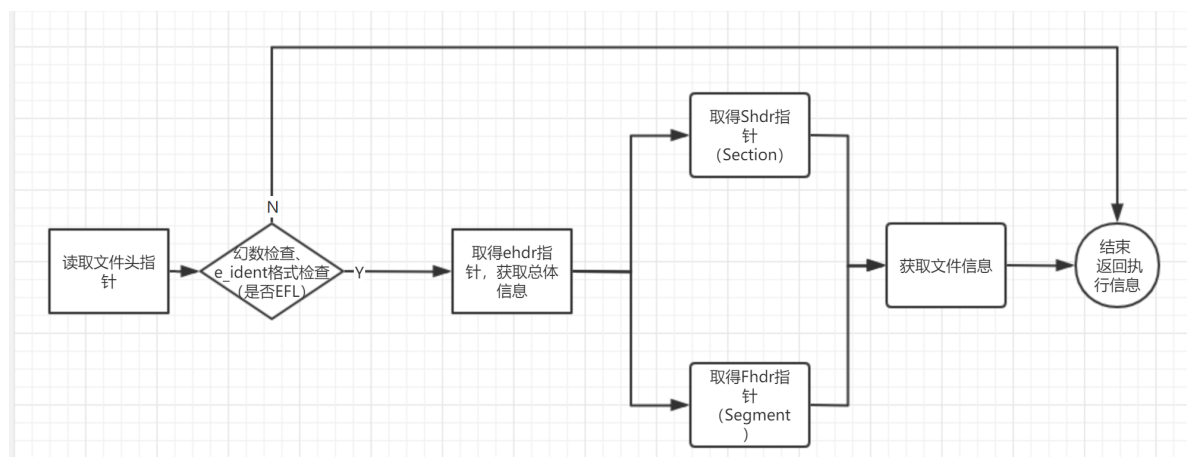 取得Shdr指
针
（Section）
N
读取文件头指
针
幻数检查、
e_ident格式检查
（是否EFL）
Y
取得ehdr指
针，获取总体
信息
获取文件信息
结束
返回执
行信息
取得Fhdr指
针
（Segment
）